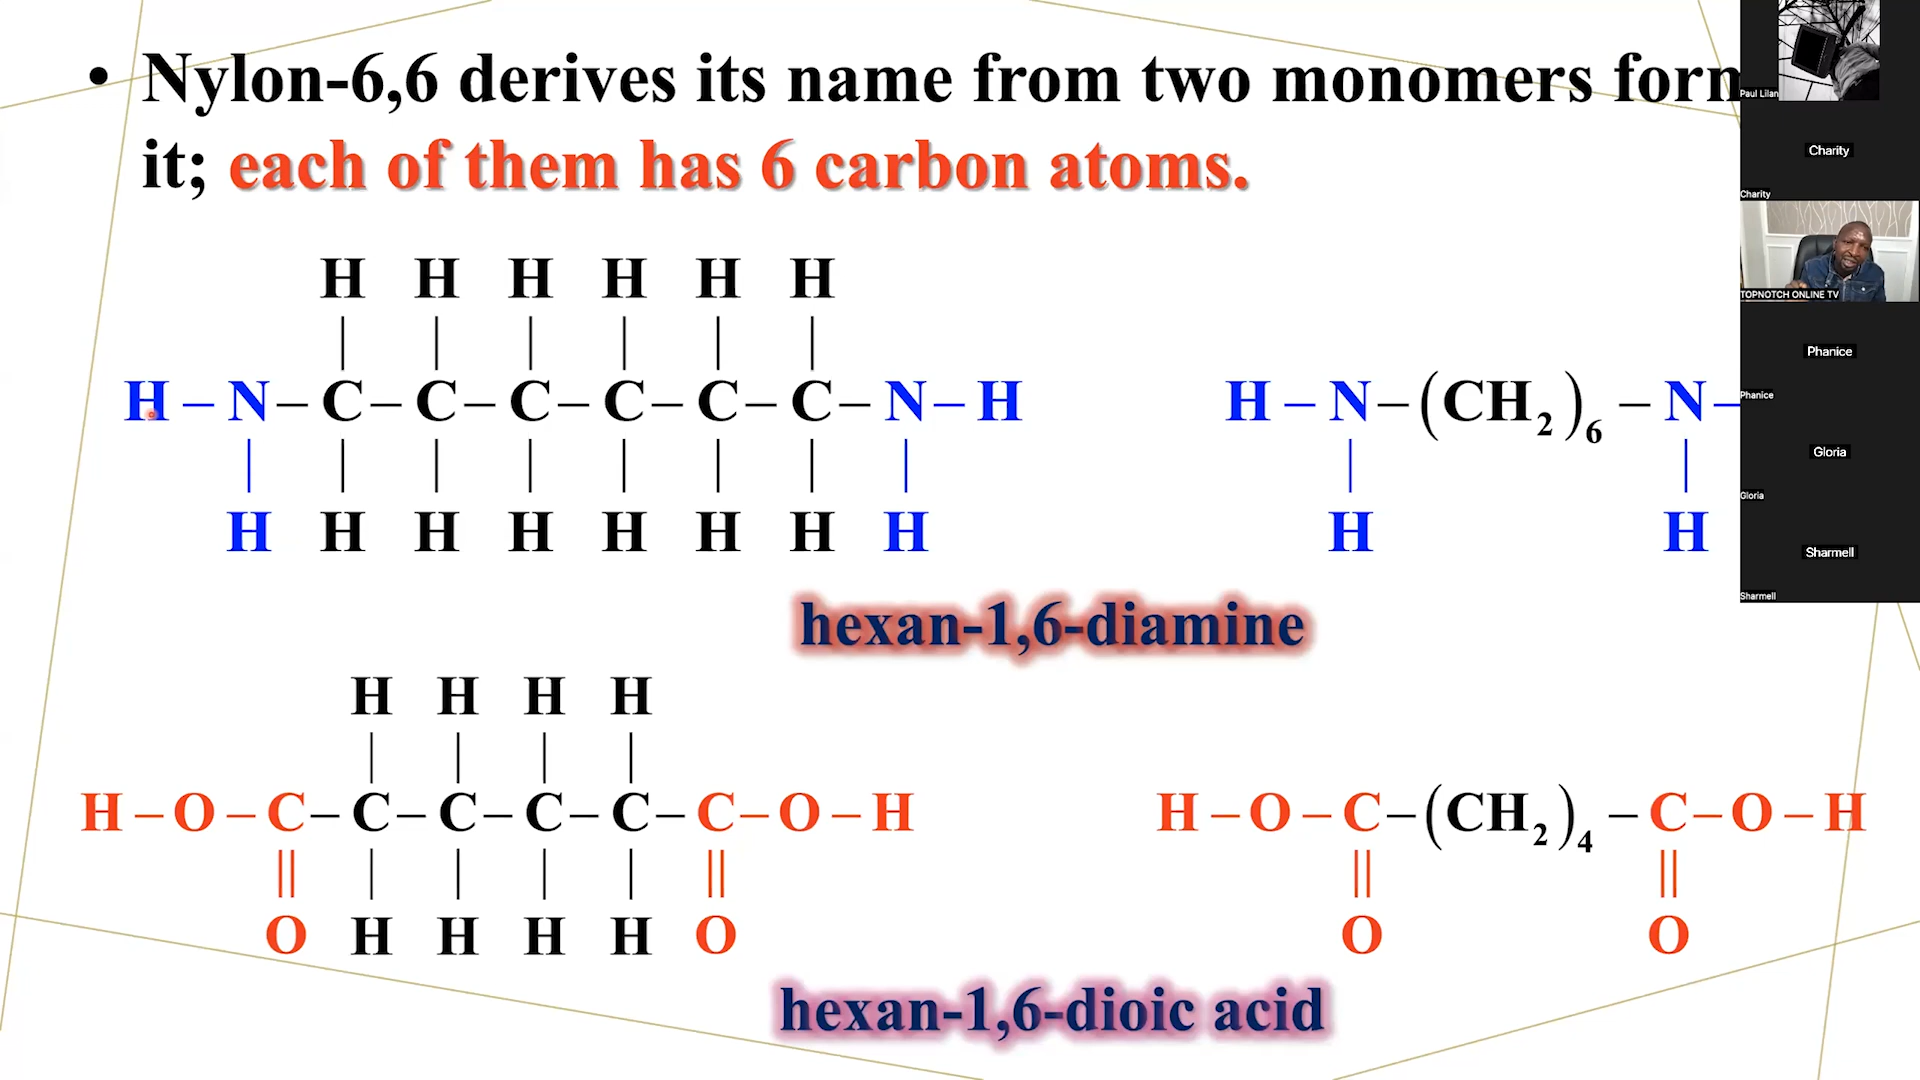 • Nylon-6,6 derives its name from two monomers form
it; each of them has 6 carbon atoms.
H H H H H H
H – N – C – C – C – C – C – C – N – H
H H H H H H H H
H – N – (CH2)6 – N –
H H
hexan-1,6-diamine
H H H H
H – O – C – C – C – C – C – C – O – H
O H H H H O
H – O – C – (CH2)4 – C – O – H
O O
hexan-1,6-dioic acid
Paul Lilan
Charity
Charity
TOPNOTCH ONLINE TV
Phanice
Phanice
Gloria
Gloria
Sharmell
Sharmell